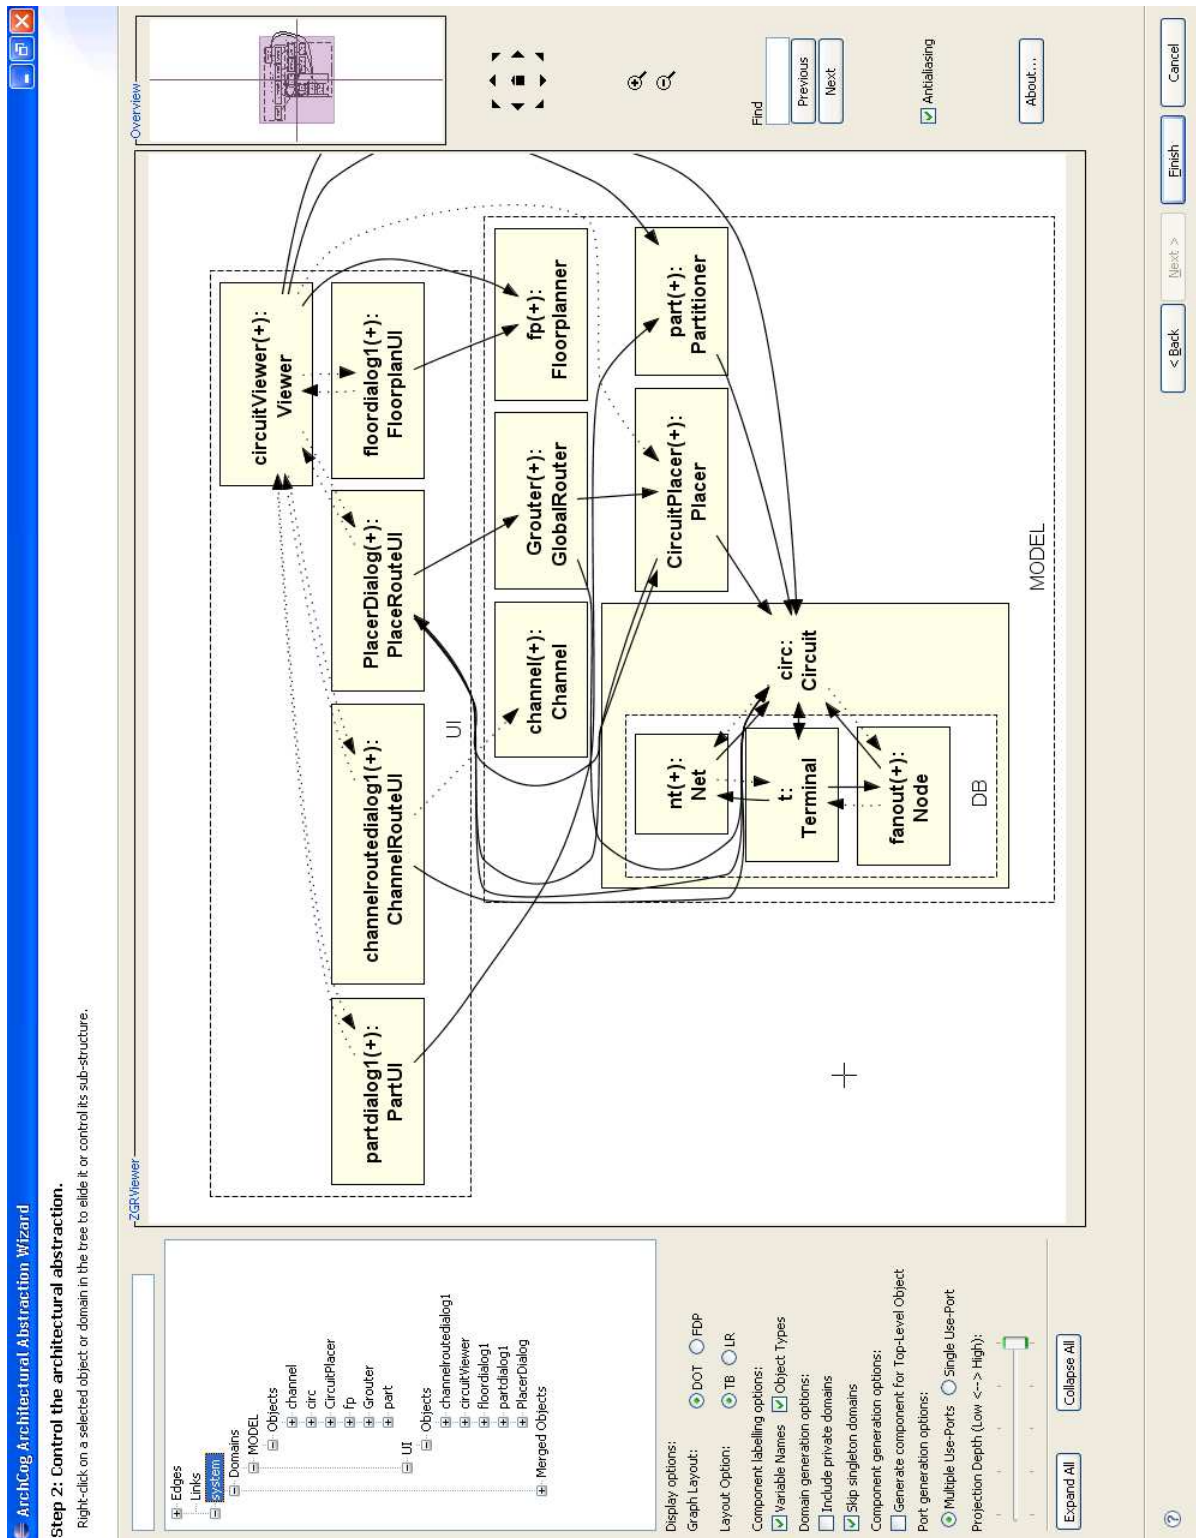 ArchCog Architectural Abstraction Wizard
Step 2: Control the architectural abstraction.
Right-click on a selected object or domain in the tree to elide it or control its sub-structure.
Edges
Links
system
Domains
MODEL
Objects
channel
circ
CircuitPlacer
fp
Grouter
part
UI
Objects
channelroutedialog1
circuitViewer
floordialog1
partdialog1
PlacerDialog
Merged Objects
Display options:
Graph Layout: DOT FDP
Layout Option: TB LR
Component labelling options:
Variable Names Object Types
Domain generation options:
Include private domains
Skip singleton domains
Component generation options:
Generate component for Top-Level Object
Port generation options:
Multiple Use-Ports Single Use-Port
Projection Depth (Low <--> High):
Expand All Collapse All
ZGRViewer
circuitViewer(+):
Viewer
partdialog1(+):
PartUI
channelroutedialog1(+):
ChannelRouteUI
PlacerDialog(+):
PlaceRouteUI
floordialog1(+):
FloorplanUI
UI
channel(+):
Channel
Grouter(+):
GlobalRouter
fp(+):
Floorplanner
CircuitPlacer(+):
Placer
part(+):
Partitioner
nt(+):
Net
t:
Terminal
fanout(+):
Node
DB
circ:
Circuit
MODEL
Overview
Find
Previous
Next
Antialiasing
About...
?
< Back
Next >
Finish
Cancel